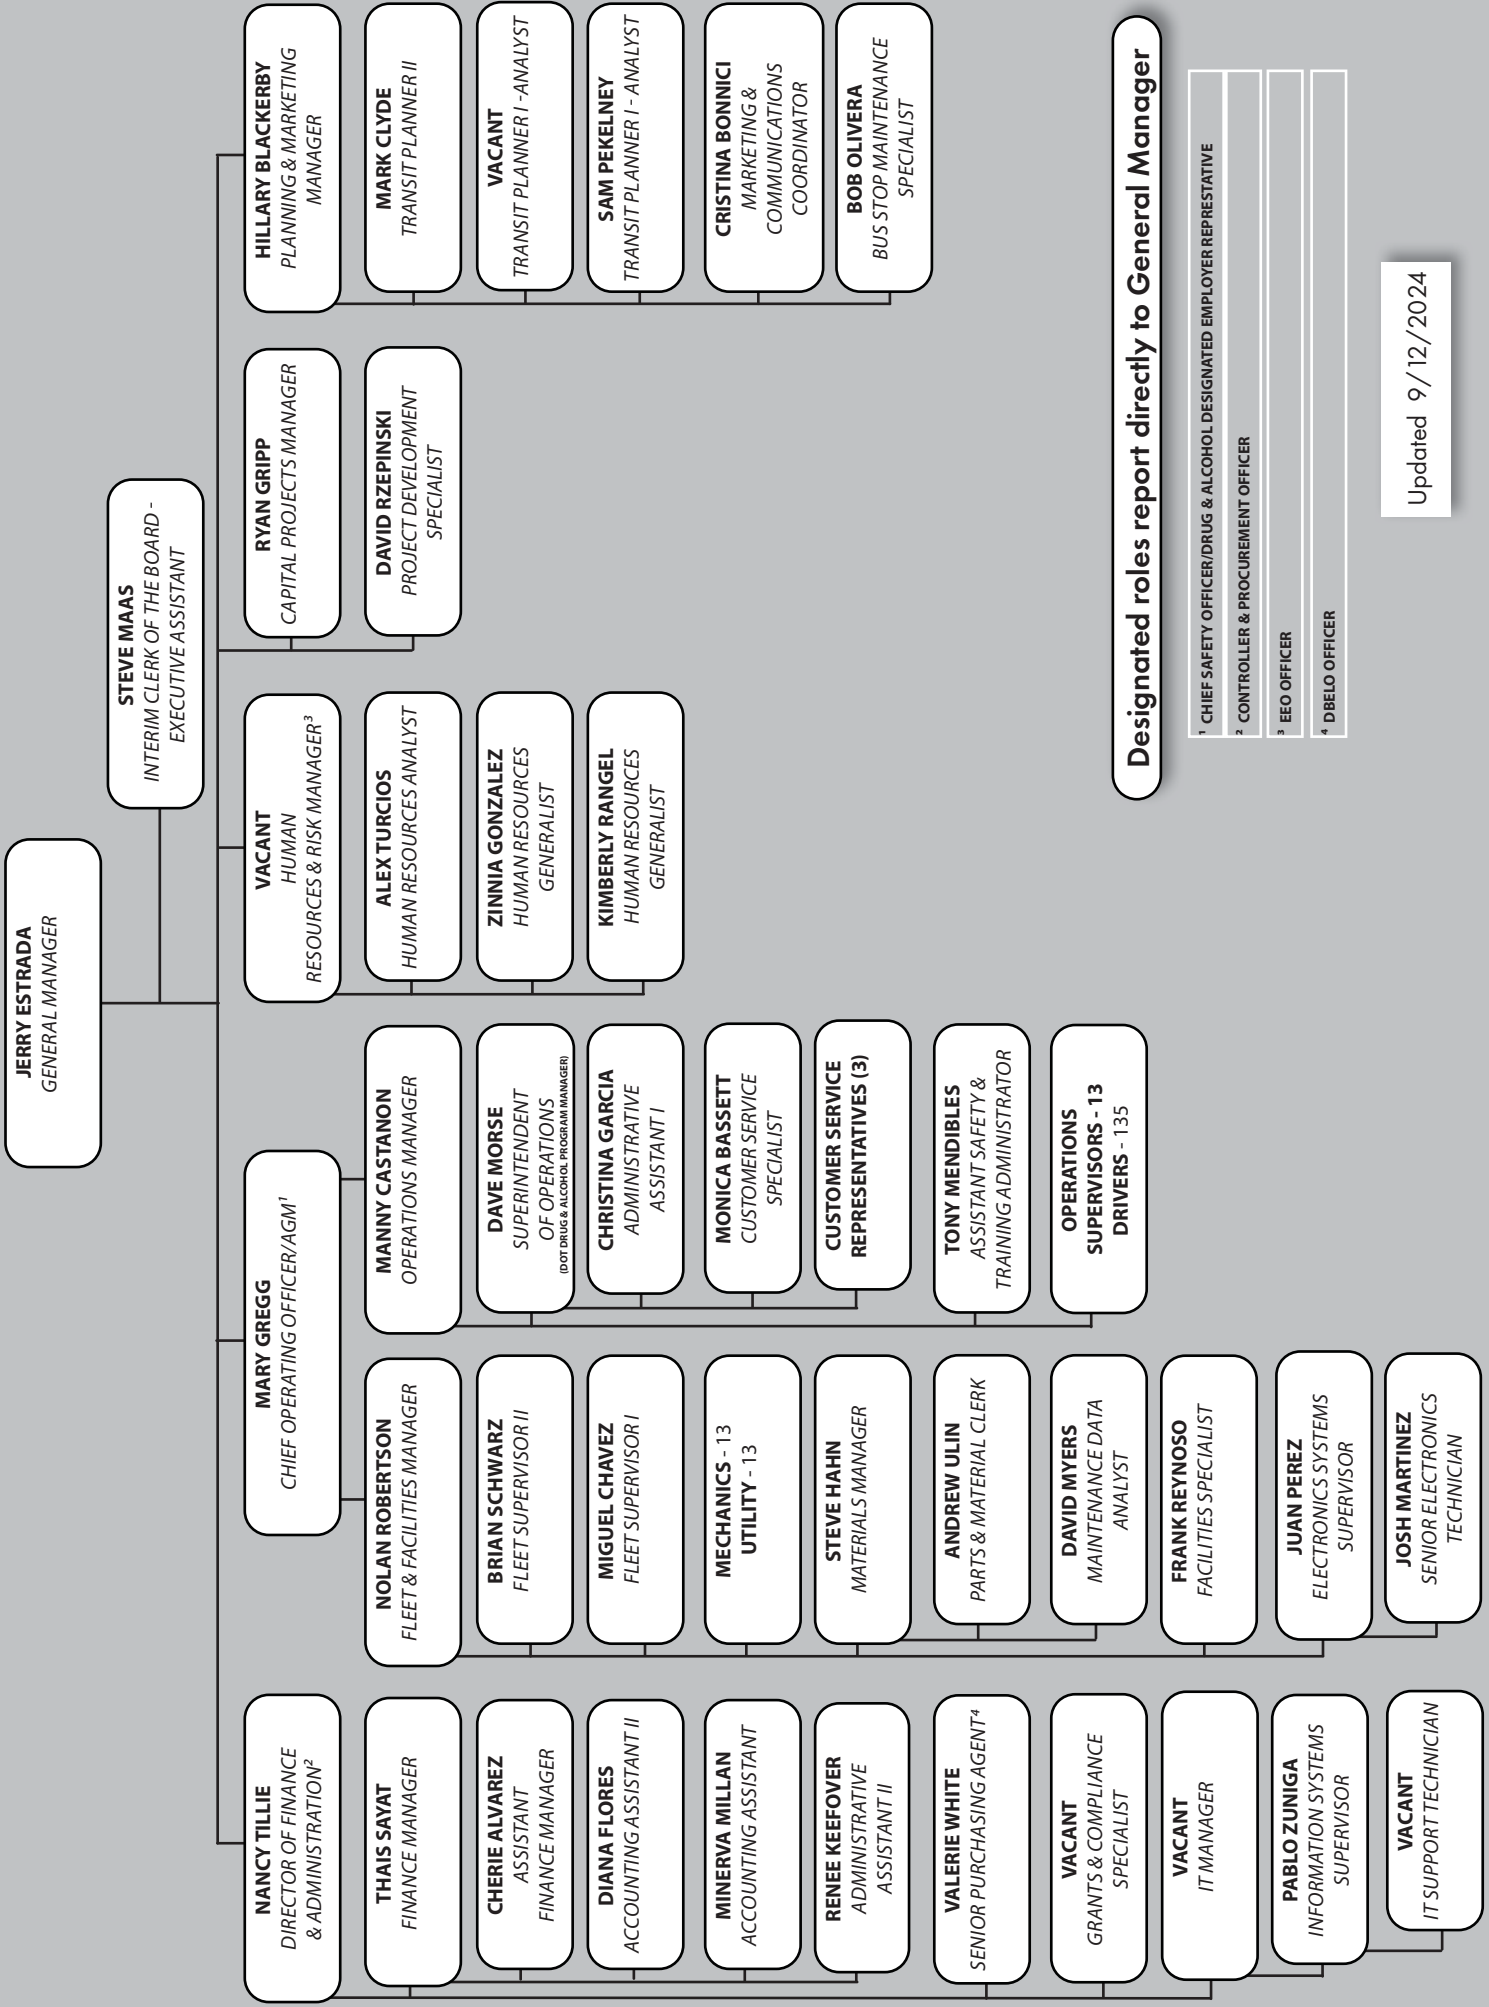 JERRY ESTRADA
GENERAL MANAGER
STEVE MAAS
INTERIM CLERK OF THE BOARD -
EXECUTIVE ASSISTANT
NANCY TILLIE
DIRECTOR OF FINANCE
& ADMINISTRATION²
THAIS SAYAT
FINANCE MANAGER
CHERIE ALVAREZ
ASSISTANT
FINANCE MANAGER
DIANA FLORES
ACCOUNTING ASSISTANT II
MINERVA MILLAN
ACCOUNTING ASSISTANT
RENEE KEEFOVER
ADMINISTRATIVE
ASSISTANT II
VALERIE WHITE
SENIOR PURCHASING AGENT⁴
VACANT
GRANTS & COMPLIANCE
SPECIALIST
VACANT
IT MANAGER
PABLO ZUNIGA
INFORMATION SYSTEMS
SUPERVISOR
VACANT
IT SUPPORT TECHNICIAN
MARY GREGG
CHIEF OPERATING OFFICER/AGM¹
NOLAN ROBERTSON
FLEET & FACILITIES MANAGER
BRIAN SCHWARZ
FLEET SUPERVISOR II
MIGUEL CHAVEZ
FLEET SUPERVISOR I
MECHANICS - 13
UTILITY - 13
STEVE HAHN
MATERIALS MANAGER
ANDREW ULIN
PARTS & MATERIAL CLERK
DAVID MYERS
MAINTENANCE DATA
ANALYST
FRANK REYNOSO
FACILITIES SPECIALIST
JUAN PEREZ
ELECTRONICS SYSTEMS
SUPERVISOR
JOSH MARTINEZ
SENIOR ELECTRONICS
TECHNICIAN
MANNY CASTANON
OPERATIONS MANAGER
DAVE MORSE
SUPERINTENDENT
OF OPERATIONS
(DOT DRUG & ALCOHOL PROGRAM MANAGER)
CHRISTINA GARCIA
ADMINISTRATIVE
ASSISTANT I
MONICA BASSETT
CUSTOMER SERVICE
SPECIALIST
CUSTOMER SERVICE
REPRESENTATIVES (3)
TONY MENDIBLES
ASSISTANT SAFETY &
TRAINING ADMINISTRATOR
OPERATIONS
SUPERVISORS - 13
DRIVERS - 135
VACANT
HUMAN
RESOURCES & RISK MANAGER³
ALEX TURCIOS
HUMAN RESOURCES ANALYST
ZINNIA GONZALEZ
HUMAN RESOURCES
GENERALIST
KIMBERLY RANGEL
HUMAN RESOURCES
GENERALIST
RYAN GRIPP
CAPITAL PROJECTS MANAGER
DAVID RZEPINSKI
PROJECT DEVELOPMENT
SPECIALIST
HILLARY BLACKERBY
PLANNING & MARKETING
MANAGER
MARK CLYDE
TRANSIT PLANNER II
VACANT
TRANSIT PLANNER I -ANALYST
SAM PEKELNEY
TRANSIT PLANNER I - ANALYST
CRISTINA BONNICI
MARKETING &
COMMUNICATIONS
COORDINATOR
BOB OLIVERA
BUS STOP MAINTENANCE
SPECIALIST
Designated roles report directly to General Manager
¹ CHIEF SAFETY OFFICER/DRUG & ALCOHOL DESIGNATED EMPLOYER REPRESTATIVE
² CONTROLLER & PROCUREMENT OFFICER
³ EEO OFFICER
⁴ DBELO OFFICER
Updated 9/12/2024